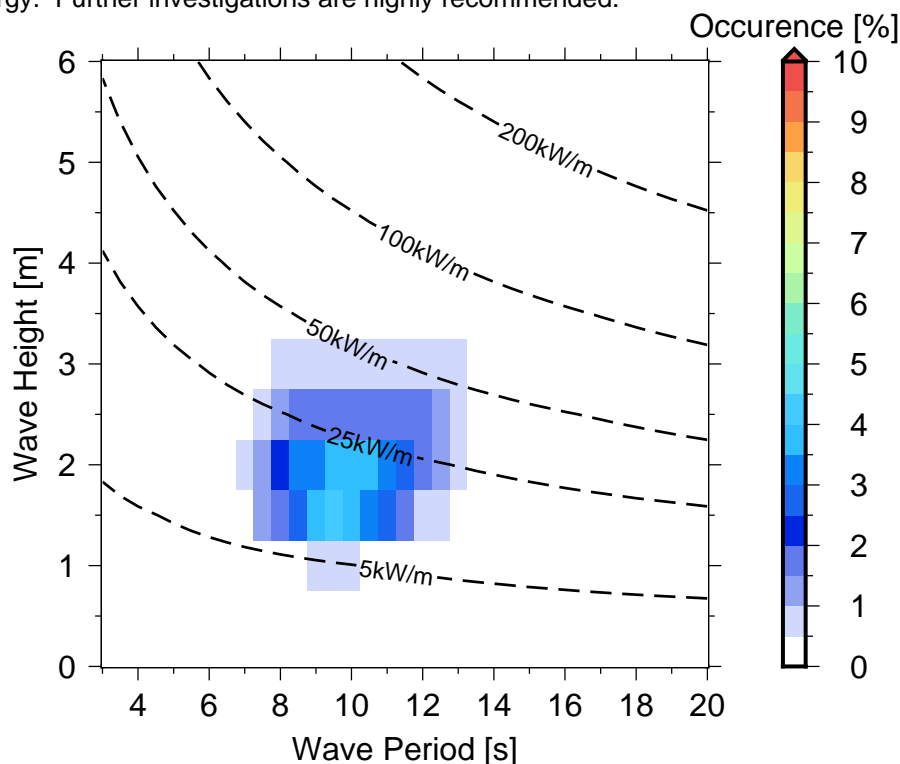 rgy. Further investigations are highly recommended.
Occurence [%]
6
5
4
3
2
1
0
Wave Height [m]
200kW/m
100kW/m
50kW/m
25kW/m
5kW/m
4 6 8 10 12 14 16 18 20
Wave Period [s]
10
9
8
7
6
5
4
3
2
1
0